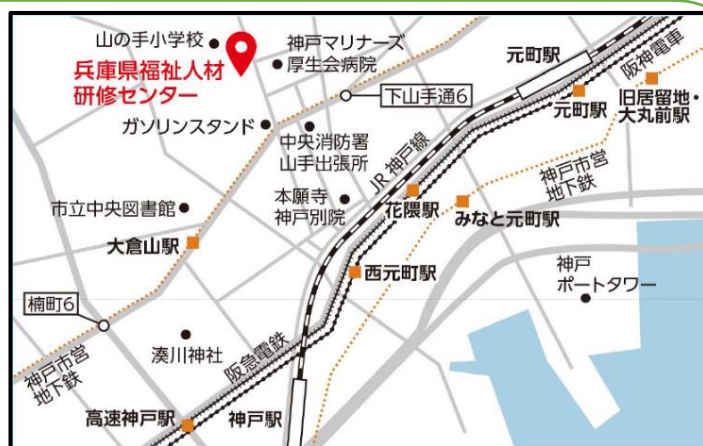 山の手小学校
兵庫県福祉人材
研修センター
神戸マリナーズ
厚生会病院
元町駅
阪神電車
下山手通6
元町駅
旧居留地・
大丸前駅
ガソリンスタンド
中央消防署
山手出張所
JR神戸線
神戸市営
地下鉄
市立中央図書館
本願寺
神戸別院
花隈駅
みなと元町駅
大倉山駅
西元町駅
神戸
ポートタワー
楠町6
湊川神社
阪急電鉄
神戸市営
地下鉄
高速神戸駅
神戸駅